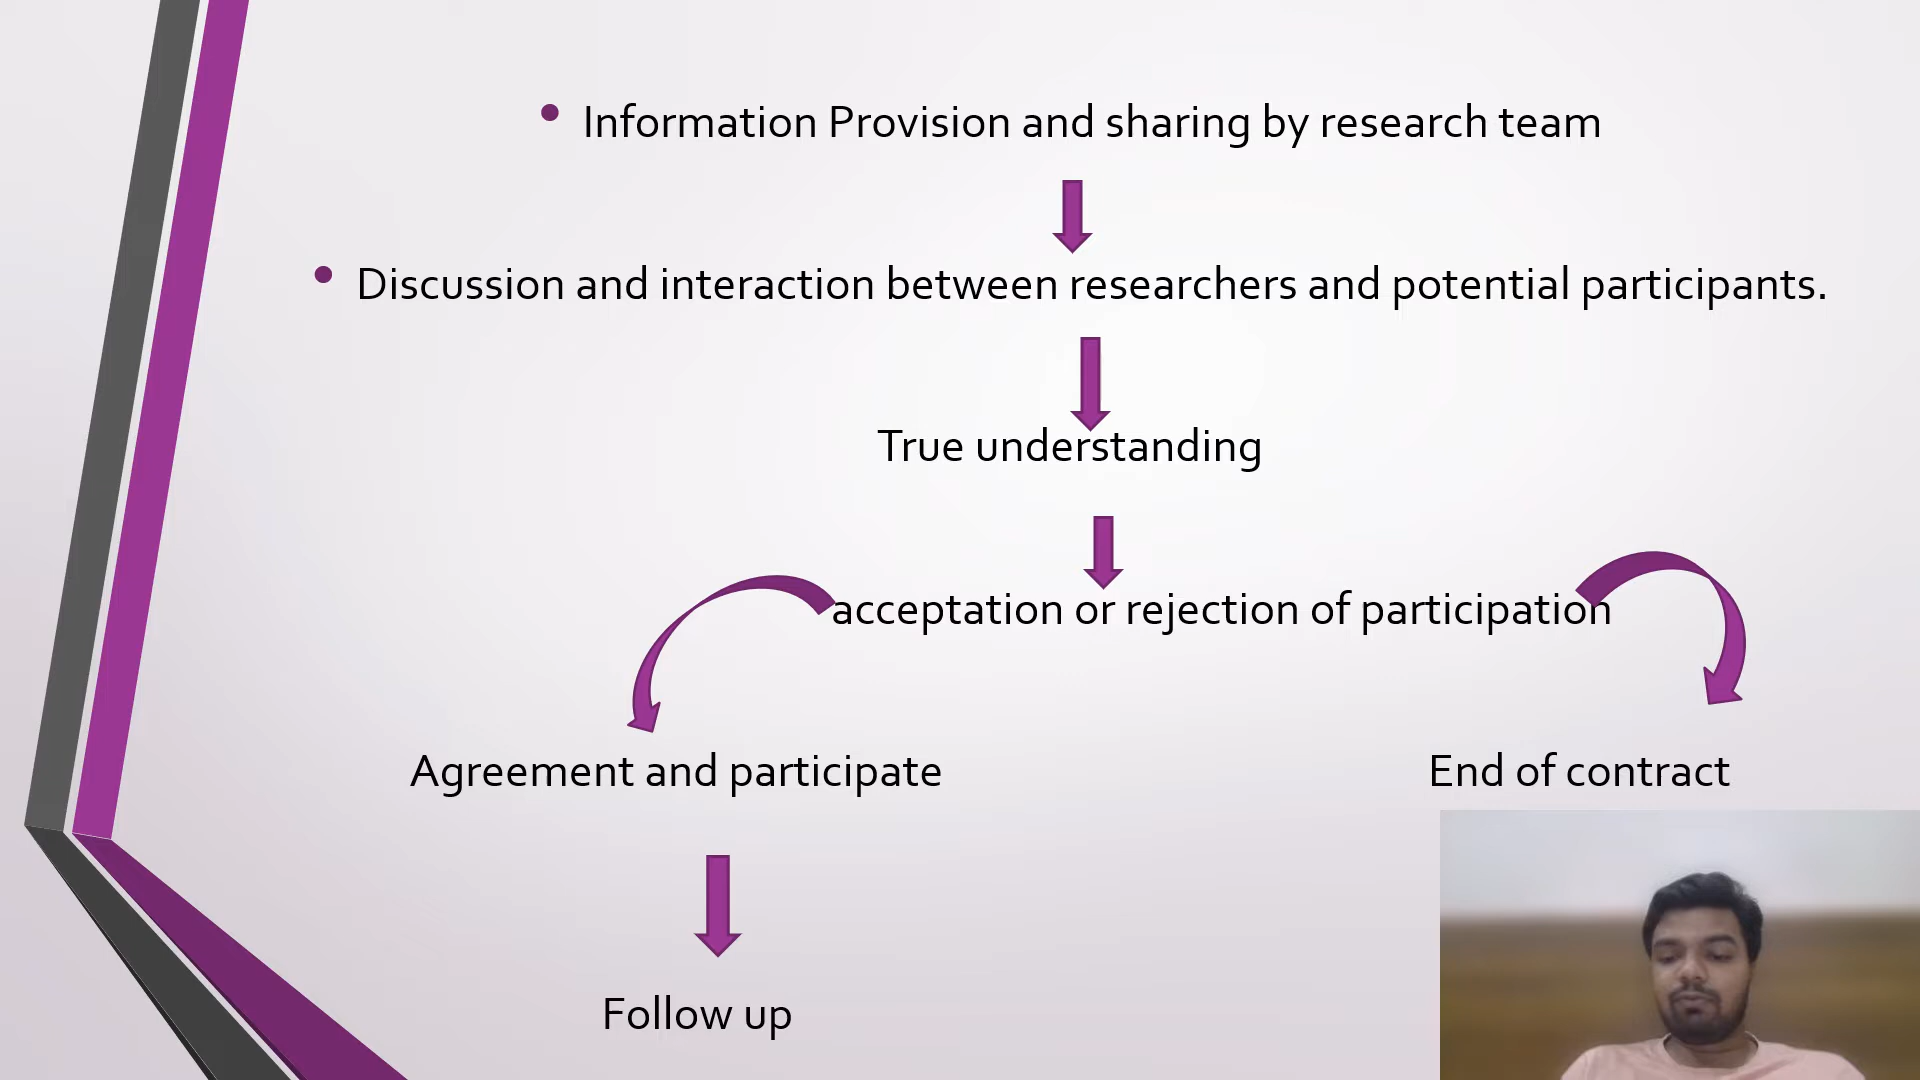 Information Provision and sharing by research team
Discussion and interaction between researchers and potential participants.
True understanding
acceptation or rejection of participation
Agreement and participate
End of contract
Follow up